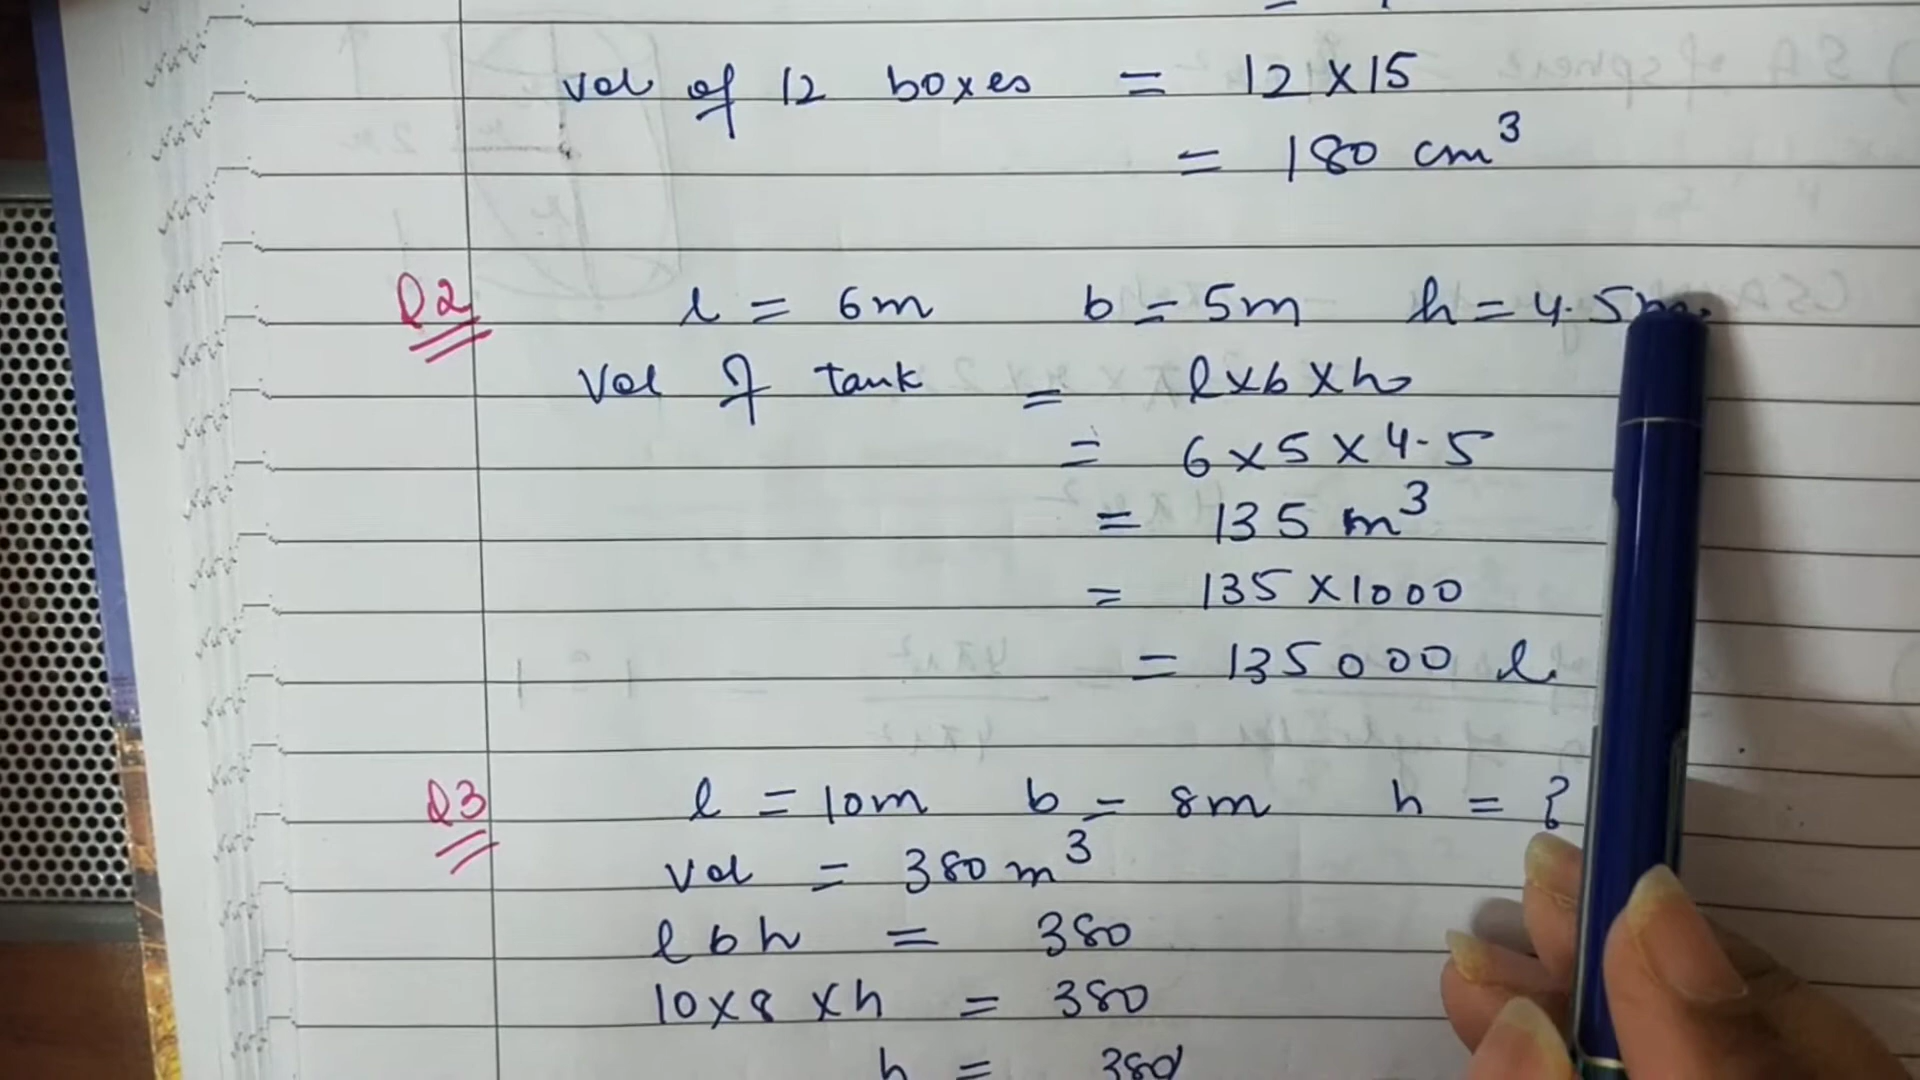 vol of 12 boxes = 12 x 15
= 180 cm³
Q2 l = 6m b = 5m h = 4.5m.
Vol of tank = l x b x h
= 6 x 5 x 4.5
= 135 m³
= 135 x 1000
= 135000 l.
Q3 l = 10m b = 8m h = ?
Vol = 380 m³
l b h = 380
10 x 8 x h = 380
h = 380